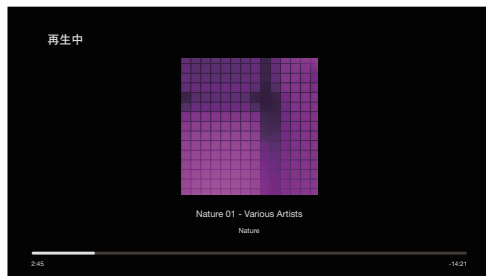 再生中
Nature 01 - Various Artists
Nature
2:45
-14:21